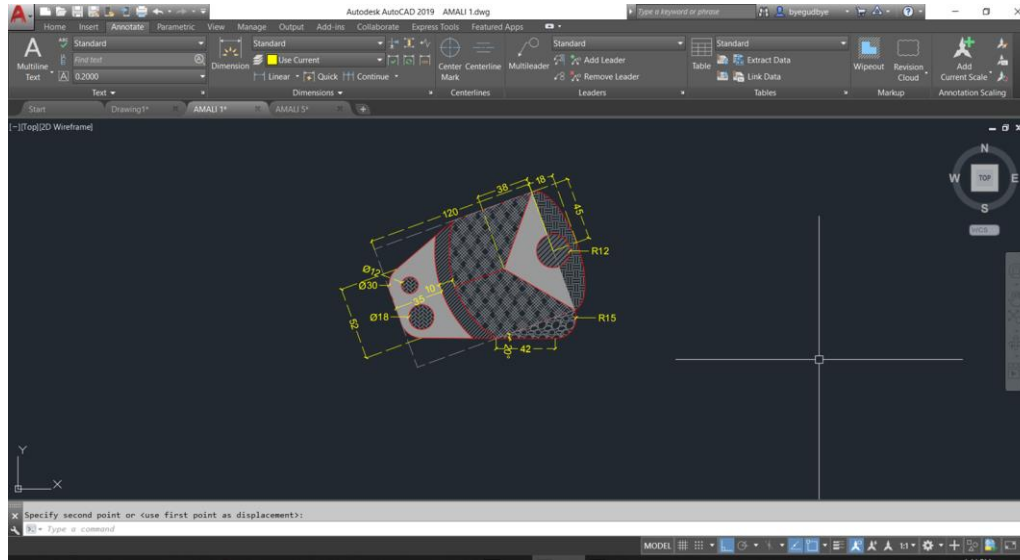 Autodesk AutoCAD 2019 AMALI 1.dwg
Type a keyword or phrase
byegudbye
Home Insert Annotate Parametric View Manage Output Add-ins Collaborate Express Tools Featured Apps
A Multiline Text
Standard
Find text
0.2000
Text
Dimension
Standard
Use Current
Linear Quick Continue
Dimensions
Center Mark
Centerline
Centerlines
Multileader
Standard
Add Leader
Remove Leader
Leaders
Table
Standard
Extract Data
Link Data
Tables
Wipeout
Revision Cloud
Markup
Add Current Scale
Annotation Scaling
Start Drawing1* AMALI 1* AMALI 5*
[−][Top][2D Wireframe]
N
W TOP E
S
WCS
38 18
120 45
R12
Ø12
Ø30 10
35
Ø18 R15
52
20° 42
Y
X
Specify second point or <use first point as displacement>:
Type a command
MODEL 1:1